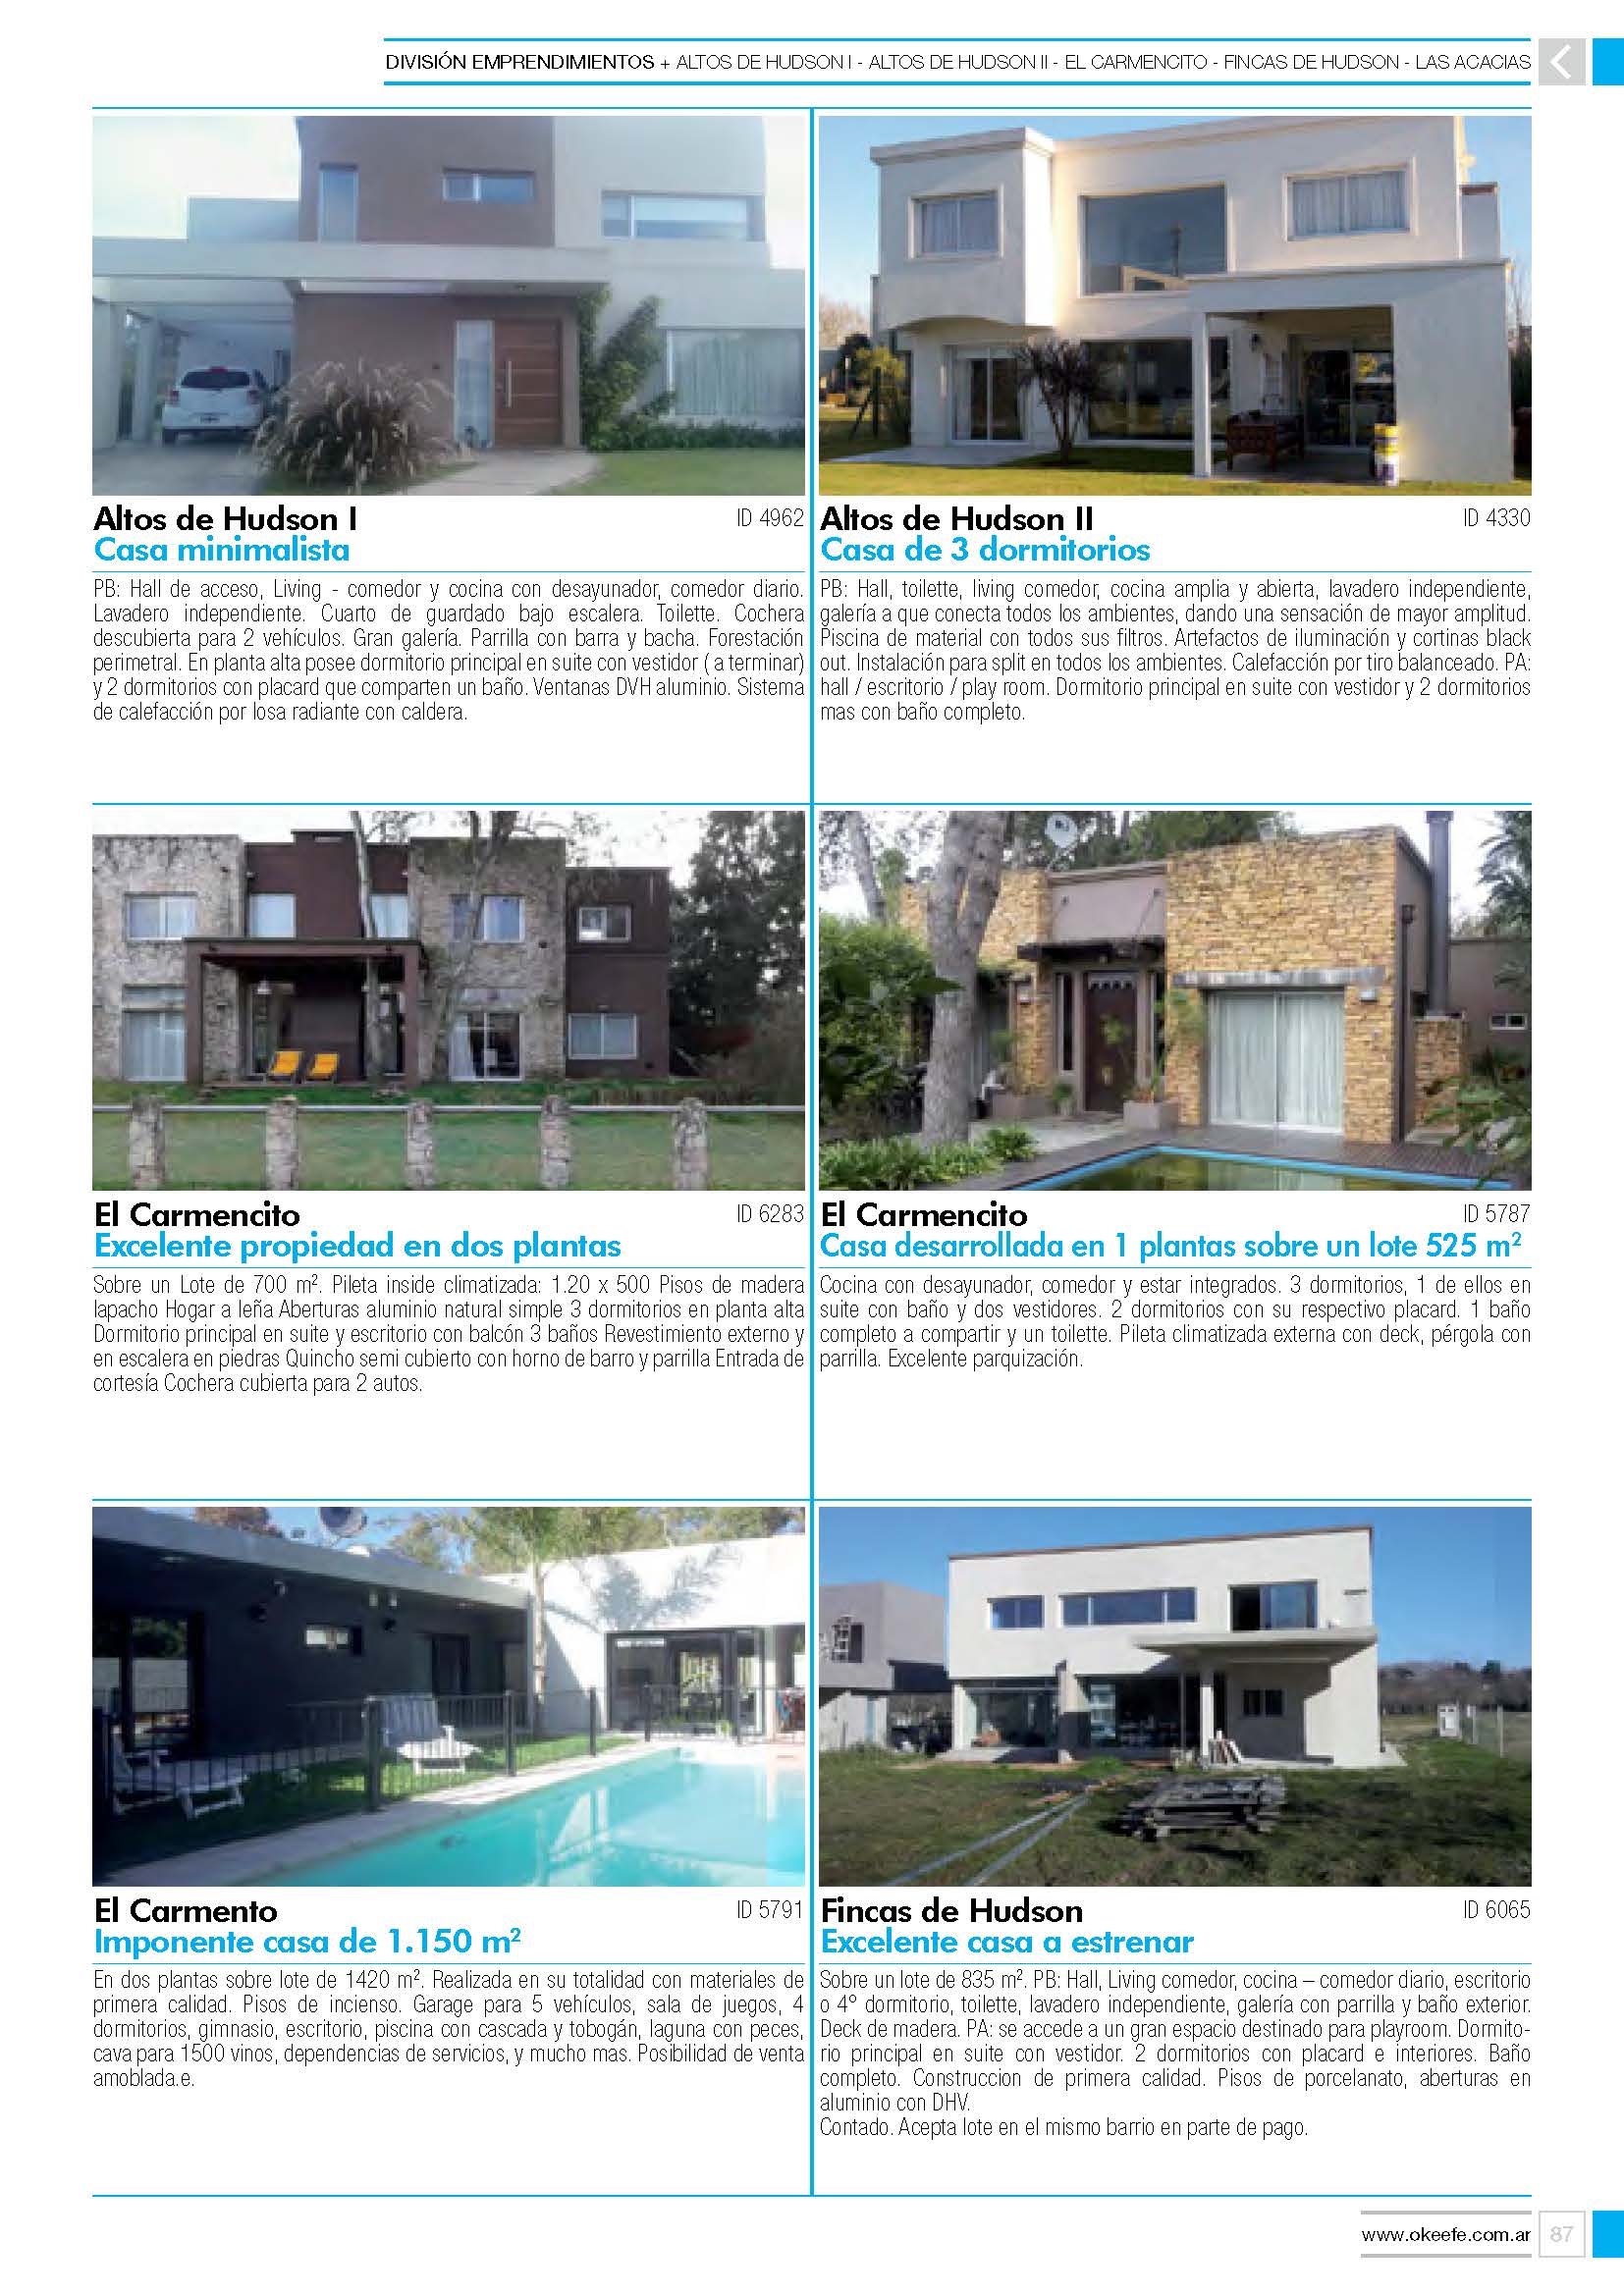 DIVISIÓN EMPRENDIMIENTOS + ALTOS DE HUDSON I - ALTOS DE HUDSON II - EL CARMENCITO - FINCAS DE HUDSON - LAS ACACIAS
Altos de Hudson I
ID 4962
Casa minimalista
PB: Hall de acceso, Living - comedor y cocina con desayunador, comedor diario.
Lavadero independiente. Cuarto de guardado bajo escalera. Toilette. Cochera
descubierta para 2 vehículos. Gran galería. Parrilla con barra y bacha. Forestación
perimetral. En planta alta posee dormitorio principal en suite con vestidor ( a terminar)
y 2 dormitorios con placard que comparten un baño. Ventanas DVH aluminio. Sistema
de calefacción por losa radiante con caldera.
Altos de Hudson II
ID 4330
Casa de 3 dormitorios
PB: Hall, toilette, living comedor, cocina amplia y abierta, lavadero independiente,
galería a que conecta todos los ambientes, dando una sensación de mayor amplitud.
Piscina de material con todos sus filtros. Artefactos de iluminación y cortinas black
out. Instalación para split en todos los ambientes. Calefacción por tiro balanceado. PA:
hall / escritorio / play room. Dormitorio principal en suite con vestidor y 2 dormitorios
mas con baño completo.
El Carmencito
ID 6283
Excelente propiedad en dos plantas
Sobre un Lote de 700 m². Pileta inside climatizada: 1.20 x 500 Pisos de madera
lapacho Hogar a leña Aberturas aluminio natural simple 3 dormitorios en planta alta
Dormitorio principal en suite y escritorio con balcón 3 baños Revestimiento externo y
en escalera en piedras Quincho semi cubierto con horno de barro y parrilla Entrada de
cortesía Cochera cubierta para 2 autos.
El Carmencito
ID 5787
Casa desarrollada en 1 plantas sobre un lote 525 m²
Cocina con desayunador, comedor y estar integrados. 3 dormitorios, 1 de ellos en
suite con baño y dos vestidores. 2 dormitorios con su respectivo placard. 1 baño
completo a compartir y un toilette. Pileta climatizada externa con deck, pérgola con
parrilla. Excelente parquización.
El Carmento
ID 5791
Imponente casa de 1.150 m²
En dos plantas sobre lote de 1420 m². Realizada en su totalidad con materiales de
primera calidad. Pisos de incienso. Garage para 5 vehículos, sala de juegos, 4
dormitorios, gimnasio, escritorio, piscina con cascada y tobogán, laguna con peces,
cava para 1500 vinos, dependencias de servicios, y mucho mas. Posibilidad de venta
amoblada.e.
Fincas de Hudson
ID 6065
Excelente casa a estrenar
Sobre un lote de 835 m². PB: Hall, Living comedor, cocina – comedor diario, escritorio
o 4° dormitorio, toilette, lavadero independiente, galería con parrilla y baño exterior.
Deck de madera. PA: se accede a un gran espacio destinado para playroom. Dormito-
rio principal en suite con vestidor. 2 dormitorios con placard e interiores. Baño
completo. Construccion de primera calidad. Pisos de porcelanato, aberturas en
aluminio con DHV.
Contado. Acepta lote en el mismo barrio en parte de pago.
www.okeefe.com.ar
87